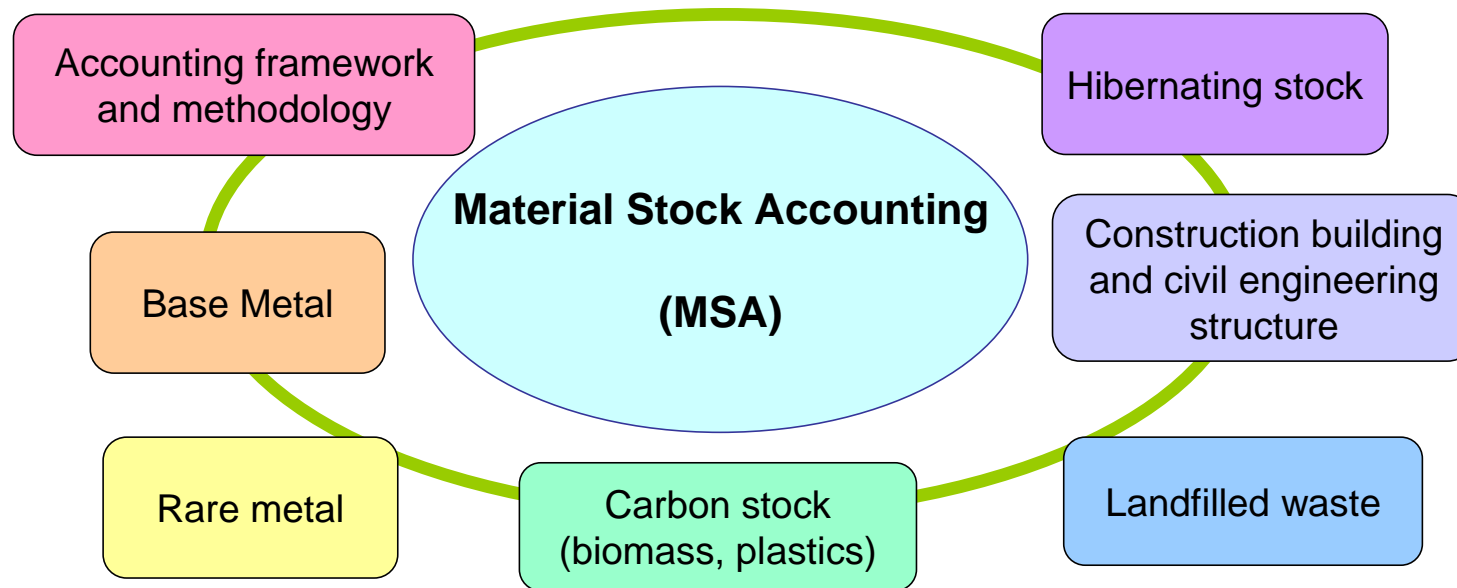 Accounting framework
and methodology
Hibernating stock
Material Stock Accounting
(MSA)
Base Metal
Construction building
and civil engineering
structure
Rare metal
Carbon stock
(biomass, plastics)
Landfilled waste